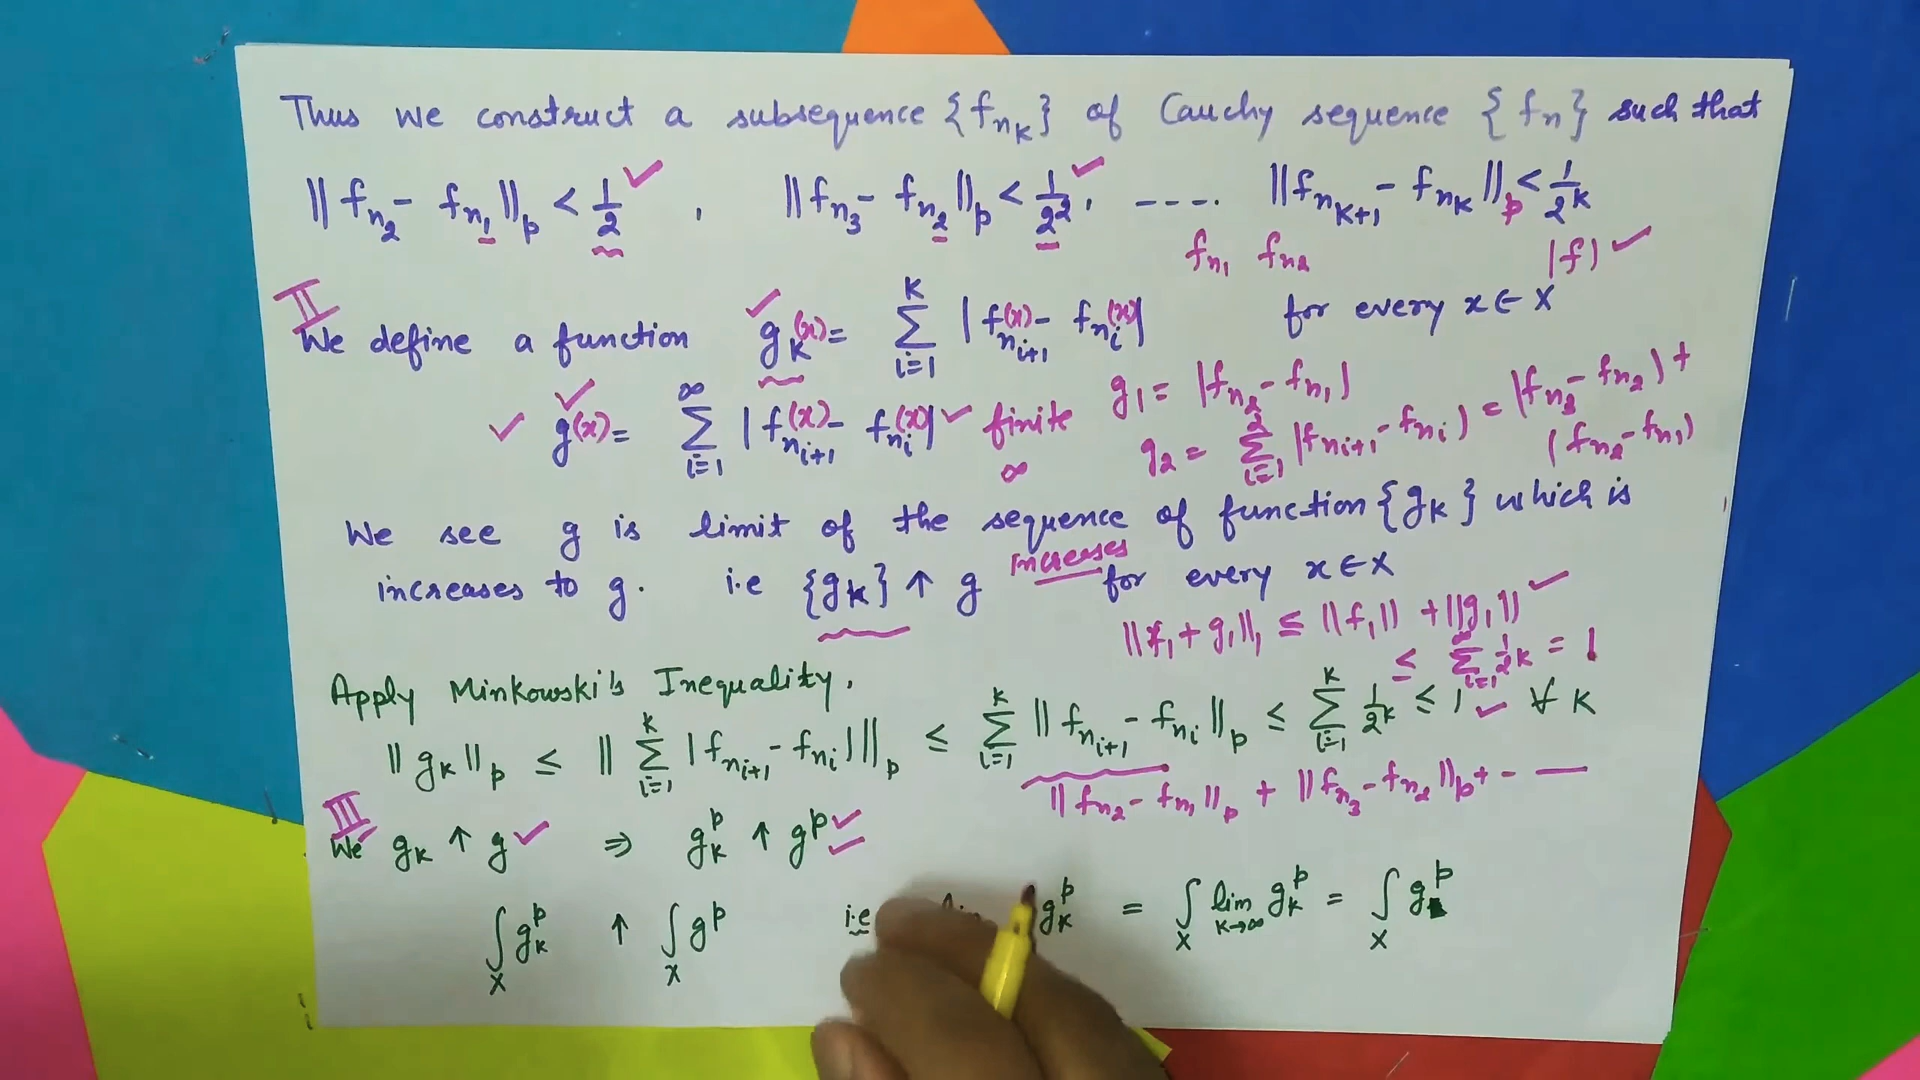 Thus we construct a subsequence {f_{n_k}} of Cauchy sequence {f_n} such that
‖f_{n_2} - f_{n_1}‖_p < 1/2 , ‖f_{n_3} - f_{n_2}‖_p < 1/2^2, ---- ‖f_{n_{k+1}} - f_{n_k}‖_p < 1/2^k
f_{n_1} f_{n_2} |f|
II
We define a function g_k(x) = ∑_{i=1}^{k} |f_{n_{i+1}}(x) - f_{n_i}(x)| for every x ∈ X
g_1 = |f_{n_2} - f_{n_1}|
g(x) = ∑_{i=1}^{∞} |f_{n_{i+1}}(x) - f_{n_i}(x)| finite
∞
g_2 = ∑_{i=1}^{2} |f_{n_{i+1}} - f_{n_i}| = |f_{n_3} - f_{n_2}| +
|f_{n_2} - f_{n_1}|
We see g is limit of the sequence of function {g_k} which is
increases to g. i.e {g_k} ↑ g increases for every x ∈ X
‖f_1 + g_1‖_1 ≤ ‖f_1‖ + ‖g_1‖
≤ ∑_{i=1}^{∞} 1/2^k = 1
Apply Minkowski's Inequality,
‖g_k‖_p ≤ ‖∑_{i=1}^{k} |f_{n_{i+1}} - f_{n_i}|‖_p ≤ ∑_{i=1}^{k} ‖f_{n_{i+1}} - f_{n_i}‖_p ≤ ∑_{i=1}^{k} 1/2^k ≤ 1 ∀ k
‖f_{n_2} - f_{n_1}‖_p + ‖f_{n_3} - f_{n_2}‖_p + - —
III
We g_k ↑ g ⇒ g_k^p ↑ g^p
∫_X g_k^p ↑ ∫_X g^p i.e g_k^p = ∫_X lim_{k→∞} g_k^p = ∫_X g^p